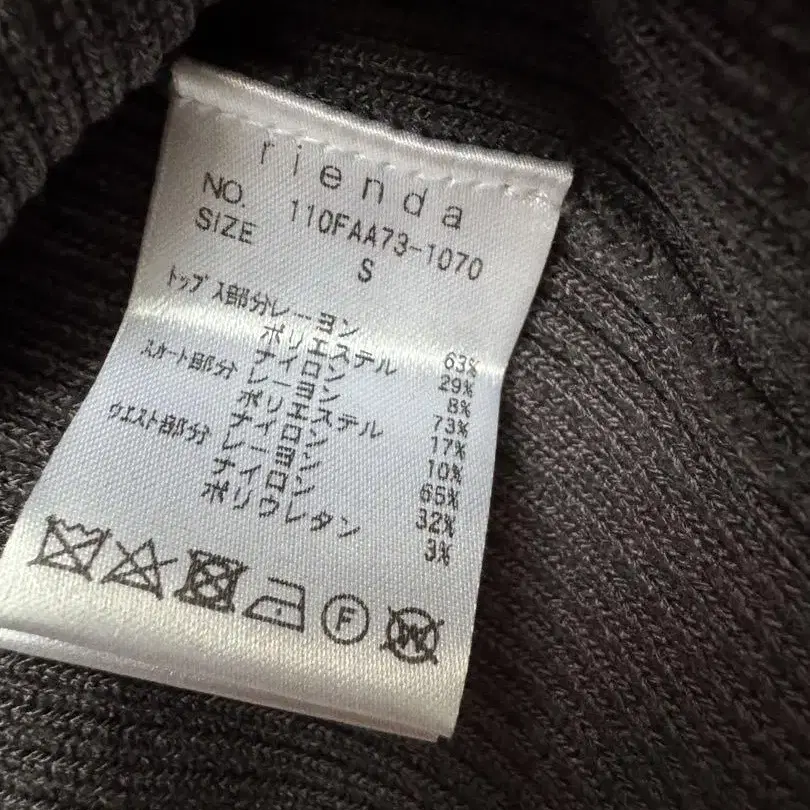 rienda
NO. 110FAA73-1070
SIZE S
トップス部分レーヨン 63%
ポリエステル 29%
ナイロン 8%
スカート部分 レーヨン 73%
ポリエステル 17%
ナイロン 10%
ウエスト部分 レーヨン 65%
ナイロン 32%
ポリウレタン 3%
F W